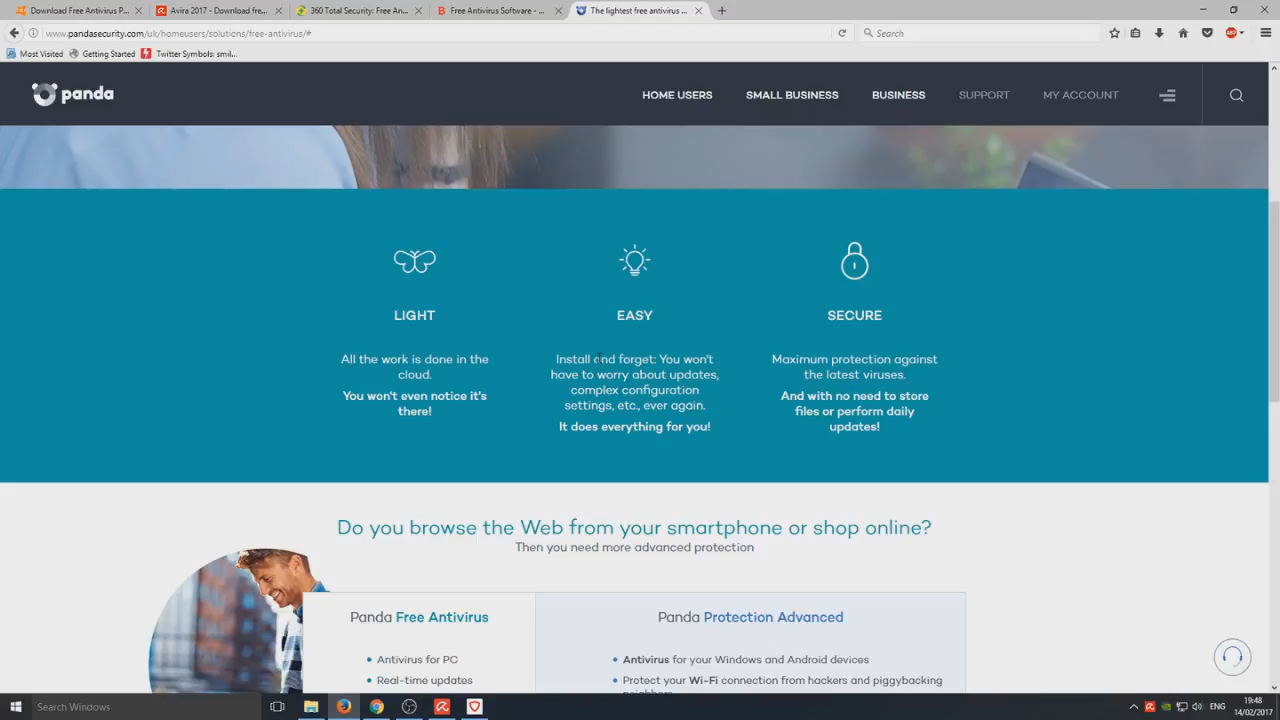 Download Free Antivirus P...
Avira 2017 - Download fre...
360 Total Security: Free An...
Free Antivirus Software - ...
The lightest free antivirus ...
www.pandasecurity.com/uk/homeusers/solutions/free-antivirus/#
Search
Most Visited
Getting Started
Twitter Symbols: smil...
panda
HOME USERS
SMALL BUSINESS
BUSINESS
SUPPORT
MY ACCOUNT
LIGHT
All the work is done in the
cloud.
You won't even notice it's
there!
EASY
Install and forget: You won't
have to worry about updates,
complex configuration
settings, etc., ever again.
It does everything for you!
SECURE
Maximum protection against
the latest viruses.
And with no need to store
files or perform daily
updates!
Do you browse the Web from your smartphone or shop online?
Then you need more advanced protection
Panda Free Antivirus
Antivirus for PC
Real-time updates
Panda Protection Advanced
Antivirus for your Windows and Android devices
Protect your Wi-Fi connection from hackers and piggybacking
neighbors
Search Windows
ENG
19:48
14/02/2017